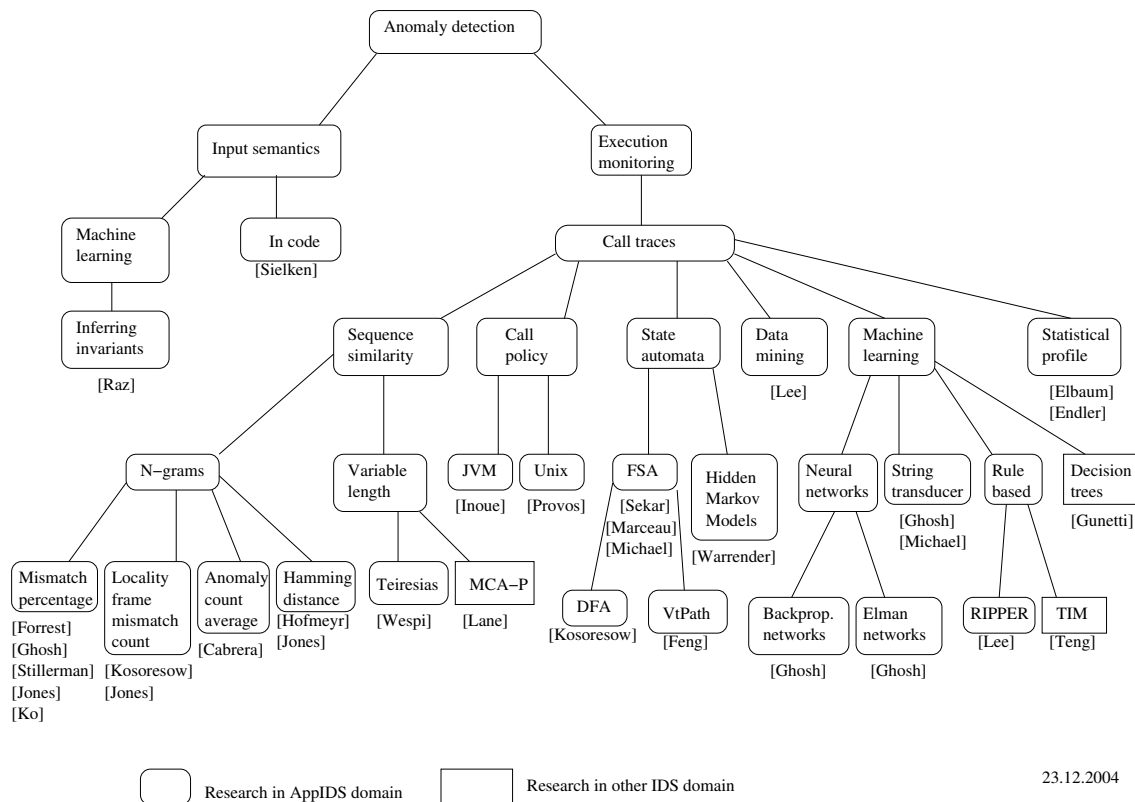 Anomaly detection
Input semantics
Execution
monitoring
Machine
learning
In code
[Sielken]
Call traces
Inferring
invariants
[Raz]
Sequence
similarity
Call
policy
State
automata
Data
mining
[Lee]
Machine
learning
Statistical
profile
[Elbaum]
[Endler]
N−grams
Variable
length
JVM
[Inoue]
Unix
[Provos]
FSA
[Sekar]
[Marceau]
[Michael]
Hidden
Markov
Models
[Warrender]
Neural
networks
String
transducer
[Ghosh]
[Michael]
Rule
based
Decision
trees
[Gunetti]
Mismatch
percentage
[Forrest]
[Ghosh]
[Stillerman]
[Jones]
[Ko]
Locality
frame
mismatch
count
[Kosoresow]
[Jones]
Anomaly
count
average
[Cabrera]
Hamming
distance
[Hofmeyr]
[Jones]
Teiresias
[Wespi]
MCA−P
[Lane]
DFA
[Kosoresow]
VtPath
[Feng]
Backprop.
networks
[Ghosh]
Elman
networks
[Ghosh]
RIPPER
[Lee]
TIM
[Teng]
Research in AppIDS domain
Research in other IDS domain
23.12.2004